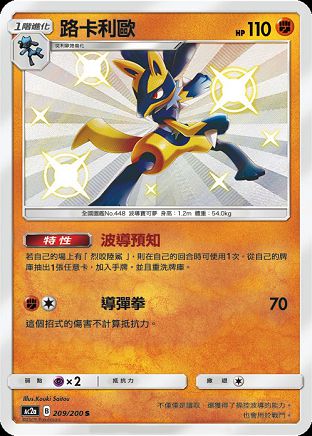 1階進化
路卡利歐
HP 110
從利歐路進化
全國圖鑑No.448 波導寶可夢 身高：1.2m 體重：54.0kg
特性 波導預知
若自己的場上有「烈咬陸鯊」，則在自己的回合時可使用1次。從自己的牌
庫抽出1張任意卡，加入手牌。並且重洗牌庫。
導彈拳 70
這個招式的傷害不計算抵抗力。
弱點 ×2 抵抗力 撤退
Illus.Kouki Saitou
SC2a B 209/200 S
不僅僅是讀取，還獲得了操控波導的能力。
也會用於戰鬥。